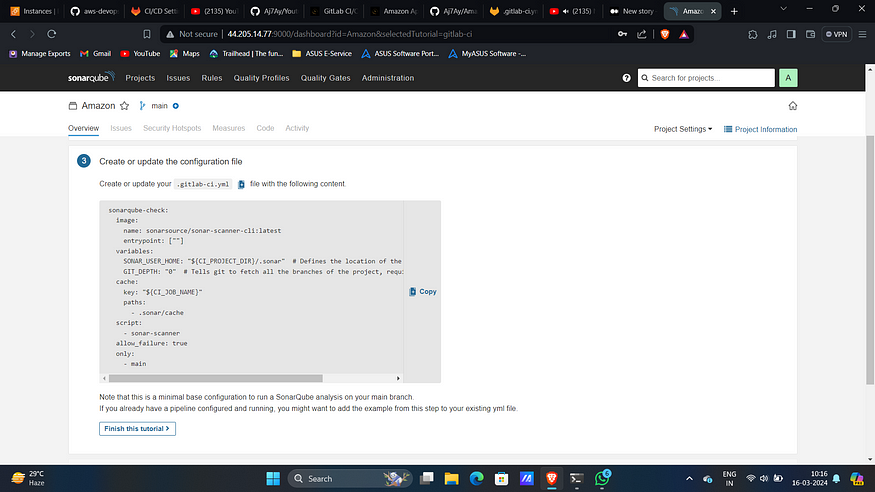 Instances |
aws-devop
CI/CD Setti
(2135) You
Aj7Ay/Yout
GitLab CI/C
Amazon Ap
Aj7Ay/Ama
.gitlab-ci.yr
(2135)
New story
Amazo
Not secure
44.205.14.77:9000/dashboard?id=Amazon&selectedTutorial=gitlab-ci
VPN
Manage Exports
Gmail
YouTube
Maps
Trailhead | The fun...
ASUS E-Service
ASUS Software Port...
MyASUS Software -...
sonarqube
Projects
Issues
Rules
Quality Profiles
Quality Gates
Administration
Search for projects...
A
Amazon
main
Overview
Issues
Security Hotspots
Measures
Code
Activity
Project Settings
Project Information
3
Create or update the configuration file
Create or update your .gitlab-ci.yml file with the following content.
sonarqube-check:
image:
name: sonarsource/sonar-scanner-cli:latest
entrypoint: [""]
variables:
SONAR_USER_HOME: "${CI_PROJECT_DIR}/.sonar"  # Defines the location of the
GIT_DEPTH: "0"  # Tells git to fetch all the branches of the project, requi
cache:
key: "${CI_JOB_NAME}"
paths:
- .sonar/cache
script:
- sonar-scanner
allow_failure: true
only:
- main
Copy
Note that this is a minimal base configuration to run a SonarQube analysis on your main branch.
If you already have a pipeline configured and running, you might want to add the example from this step to your existing yml file.
Finish this tutorial
29°C
Haze
Search
6
ENG
IN
10:16
16-03-2024